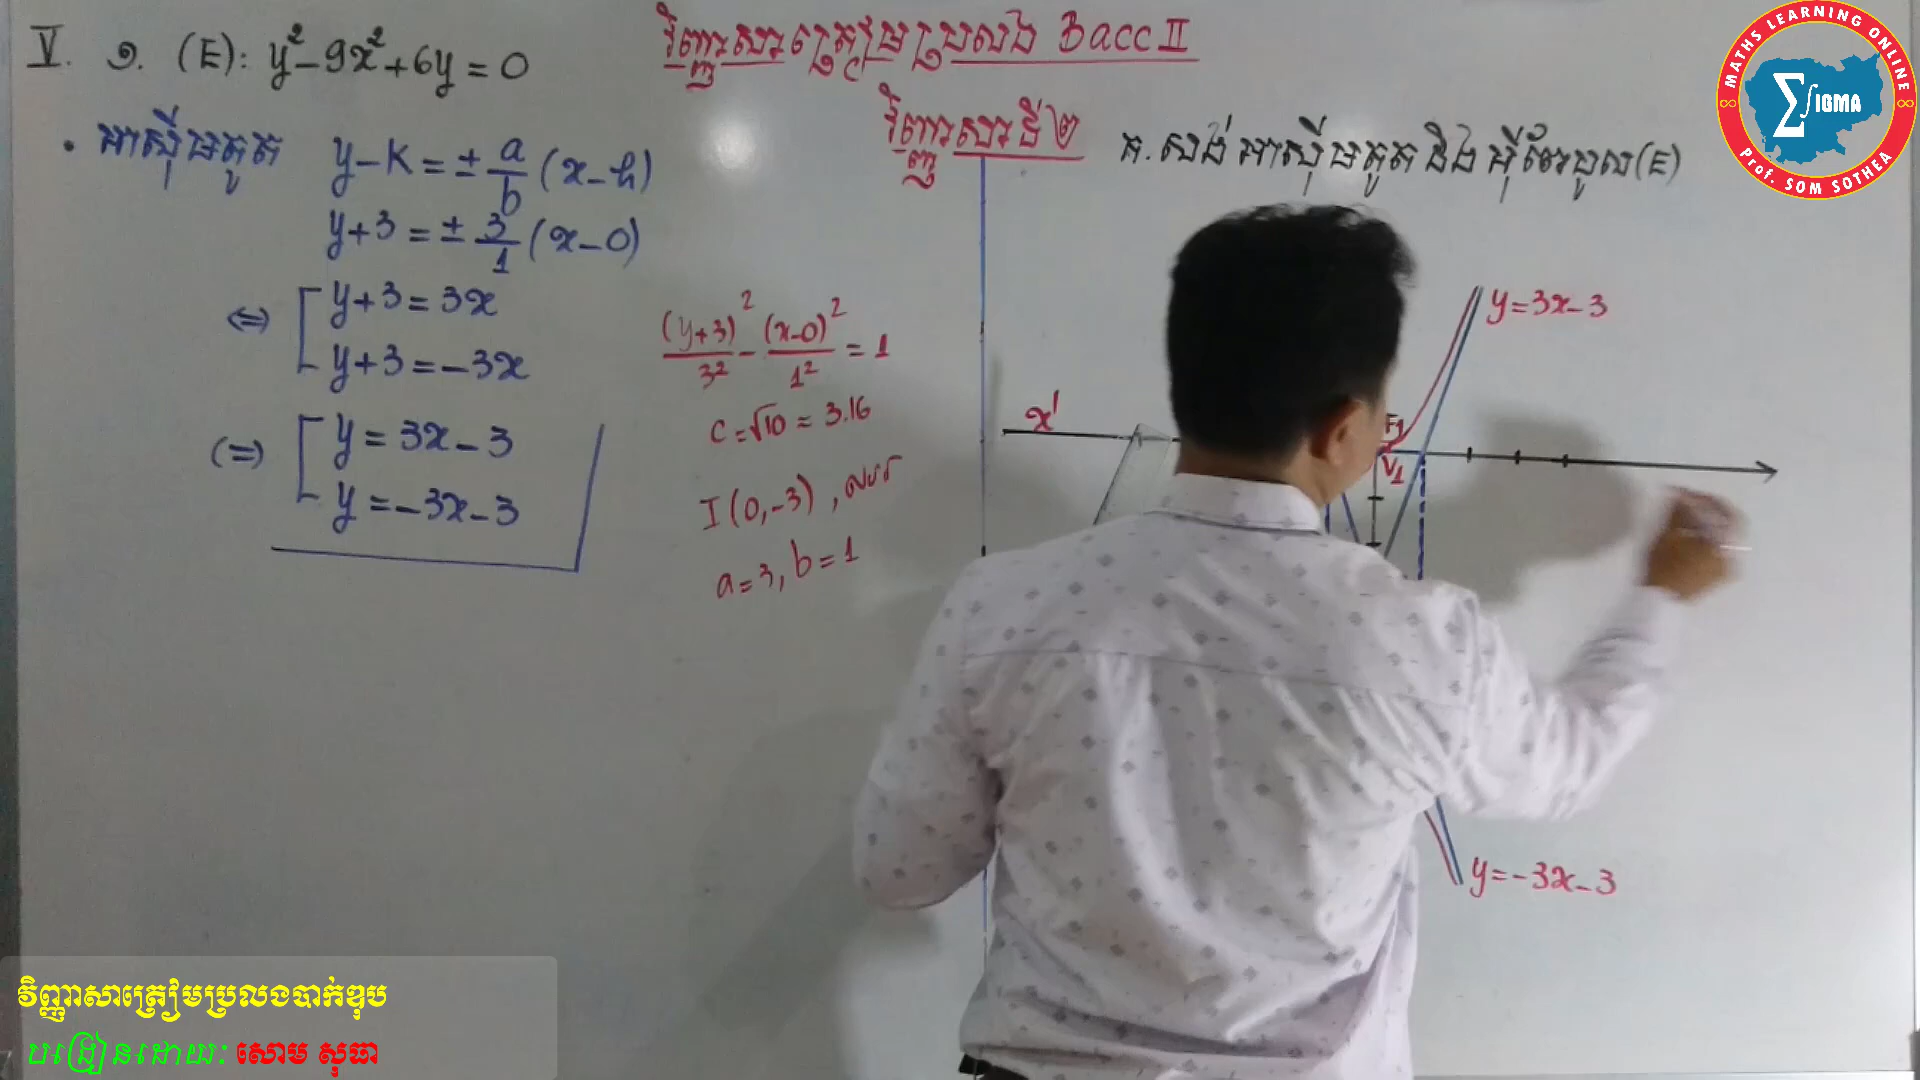 វិញ្ញាសាត្រៀមប្រលង Bacc II
វិញ្ញាសាទី២
V. ១. (E): y² - 9x² + 6y = 0
• អាស៊ីមតូត y - k = ± a/b (x - h)
y + 3 = ± 3/1 (x - 0)
⇔ [ y + 3 = 3x
y + 3 = -3x
(=) [ y = 3x - 3
y = -3x - 3
(y+3)²/3² - (x-0)²/1² = 1
c = √10 = 3.16
I (0, -3) , ឈរ
a = 3, b = 1
ក. សង់អាស៊ីមតូត និងអ៊ីពែបូល (E)
y = 3x - 3
x'
F1
V1
y = -3x - 3
MATHS LEARNING ONLINE
∑∫IGMA
Prof. SOM SOTHEA
វិញ្ញាសាត្រៀមប្រលងបាក់ឌុប
បង្រៀនដោយ: សោម សុធា